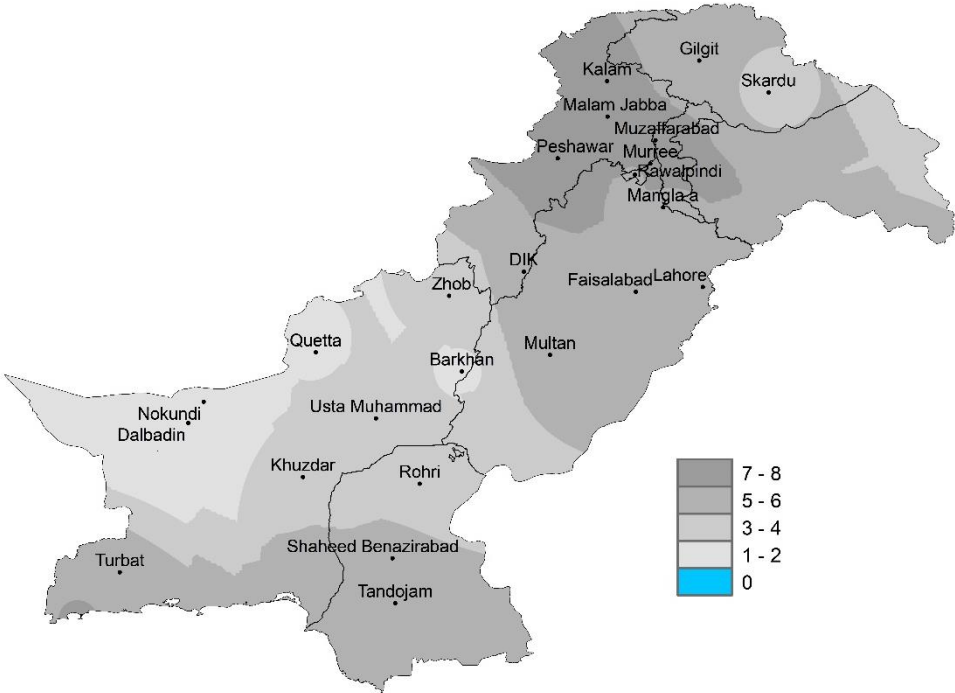 Gilgit
Kalam
Skardu
Malam Jabba
Muzaffarabad
Peshawar
Murree
Rawalpindi
Mangla a
DIK
Zhob
Faisalabad
Lahore
Quetta
Multan
Barkhan
Nokundi
Usta Muhammad
Dalbadin
Khuzdar
Rohri
7 - 8
5 - 6
3 - 4
1 - 2
0
Shaheed Benazirabad
Turbat
Tandojam